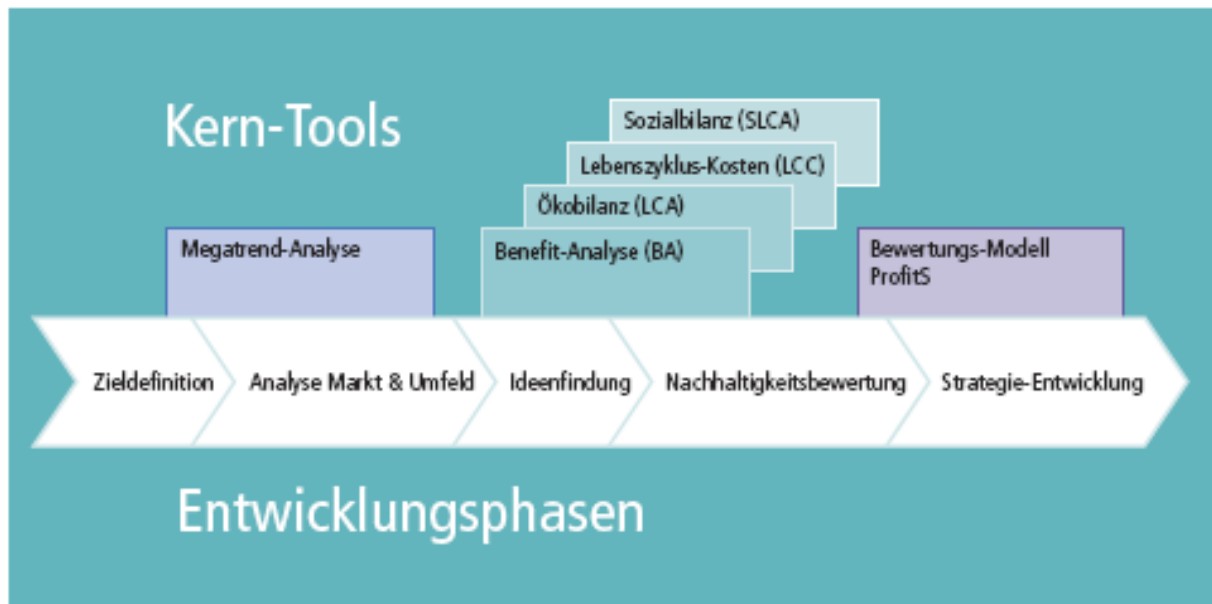 Kern-Tools
Sozialbilanz (SLCA)
Lebenszyklus-Kosten (LCC)
Ökobilanz (LCA)
Megatrend-Analyse
Benefit-Analyse (BA)
Bewertungs-Modell
ProfitS
Zieldefinition
Analyse Markt & Umfeld
Ideenfindung
Nachhaltigkeitsbewertung
Strategie-Entwicklung
Entwicklungsphasen